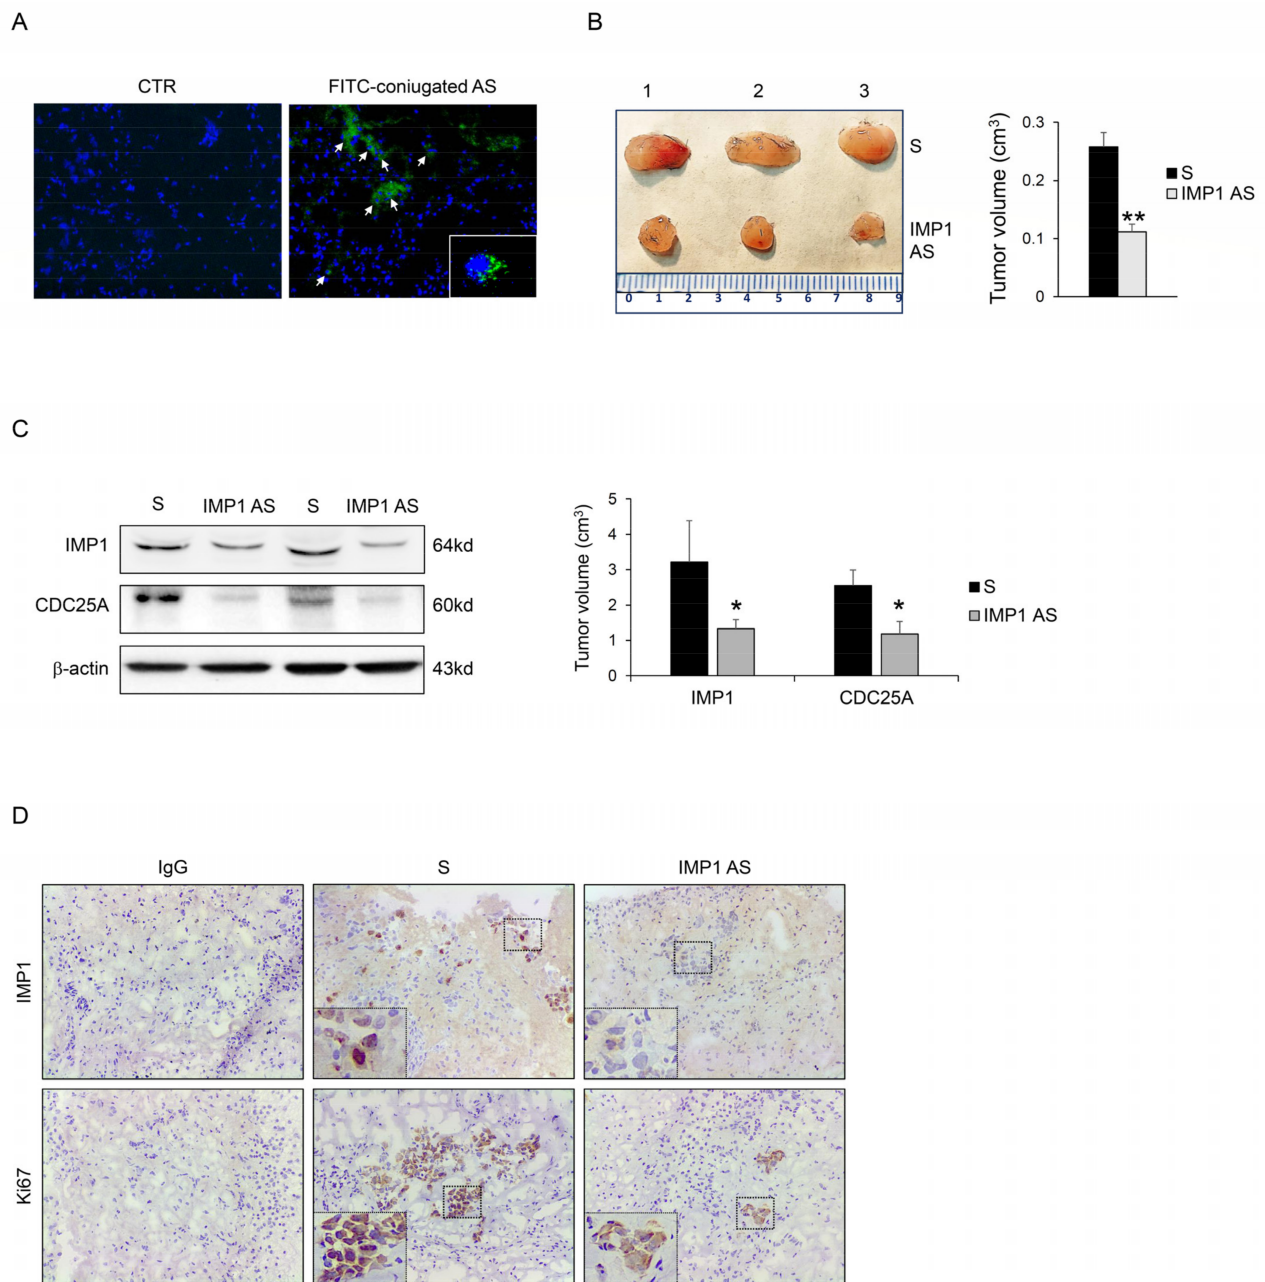 A
CTR
FITC-coniugated AS
B
1 2 3
S
IMP1
AS
0 1 2 3 4 5 6 7 8 9
Tumor volume (cm³)
0.3
0.2
0.1
0
**
S
IMP1 AS
C
S IMP1 AS S IMP1 AS
IMP1 64kd
CDC25A 60kd
β-actin 43kd
Tumor volume (cm³)
5
4
3
2
1
0
* *
IMP1 CDC25A
S
IMP1 AS
D
IgG S IMP1 AS
IMP1
Ki67